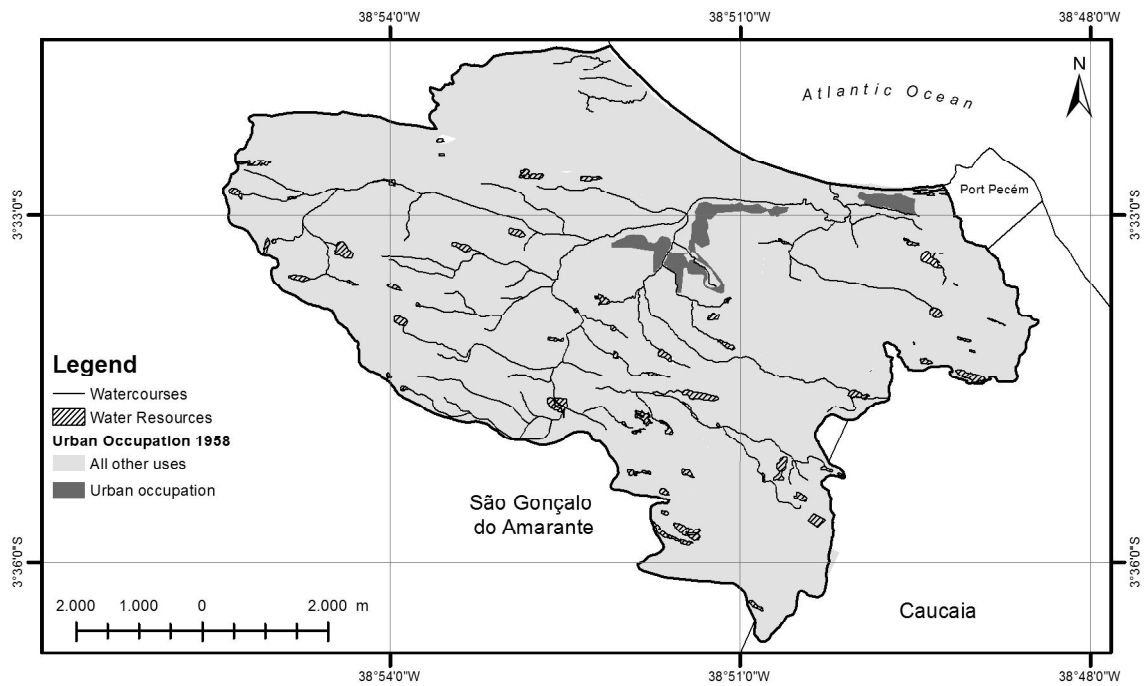 38°54'0"W 38°51'0"W 38°48'0"W
N
Atlantic Ocean
Port Pecém
3°33'0"S 3°33'0"S
Legend
Watercourses
Water Resources
Urban Occupation 1958
All other uses
Urban occupation
São Gonçalo
do Amarante
3°36'0"S 3°36'0"S
2.000 1.000 0 2.000 m
Caucaia
38°54'0"W 38°51'0"W 38°48'0"W